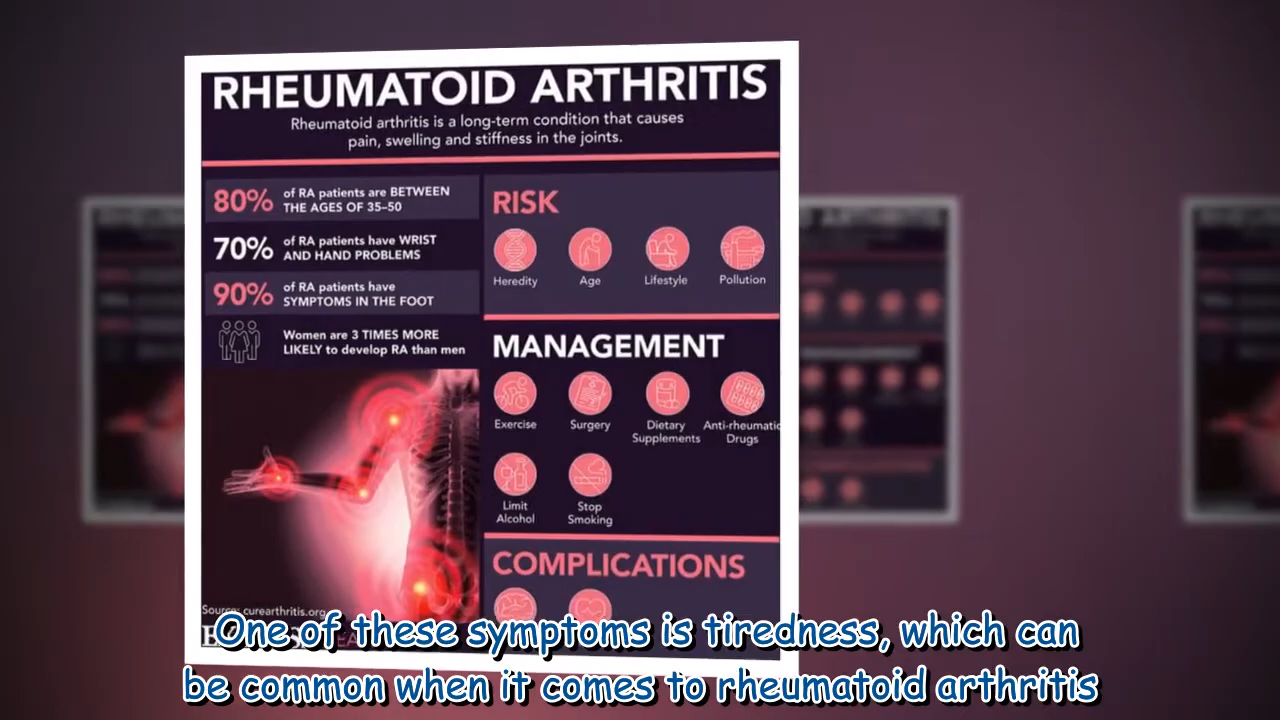 RHEUMATOID ARTHRITIS
Rheumatoid arthritis is a long-term condition that causes
pain, swelling and stiffness in the joints.
80% of RA patients are BETWEEN
THE AGES OF 35–50
70% of RA patients have WRIST
AND HAND PROBLEMS
90% of RA patients have
SYMPTOMS IN THE FOOT
Women are 3 TIMES MORE
LIKELY to develop RA than men
Source: curearthritis.org
RISK
Heredity Age Lifestyle Pollution
MANAGEMENT
Exercise Surgery Dietary Anti-rheumatic
Supplements Drugs
Limit Stop
Alcohol Smoking
COMPLICATIONS
One of these symptoms is tiredness, which can
be common when it comes to rheumatoid arthritis